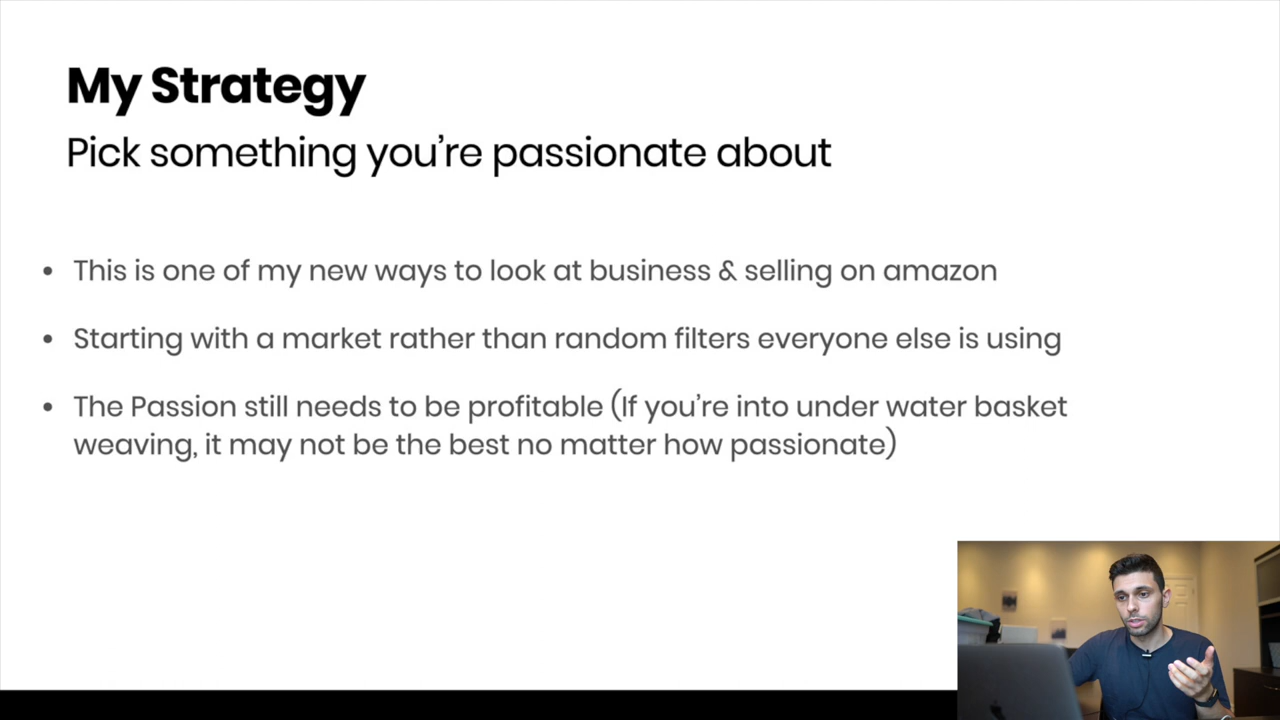 My Strategy
Pick something you're passionate about
• This is one of my new ways to look at business & selling on amazon
• Starting with a market rather than random filters everyone else is using
• The Passion still needs to be profitable (If you're into under water basket
weaving, it may not be the best no matter how passionate)